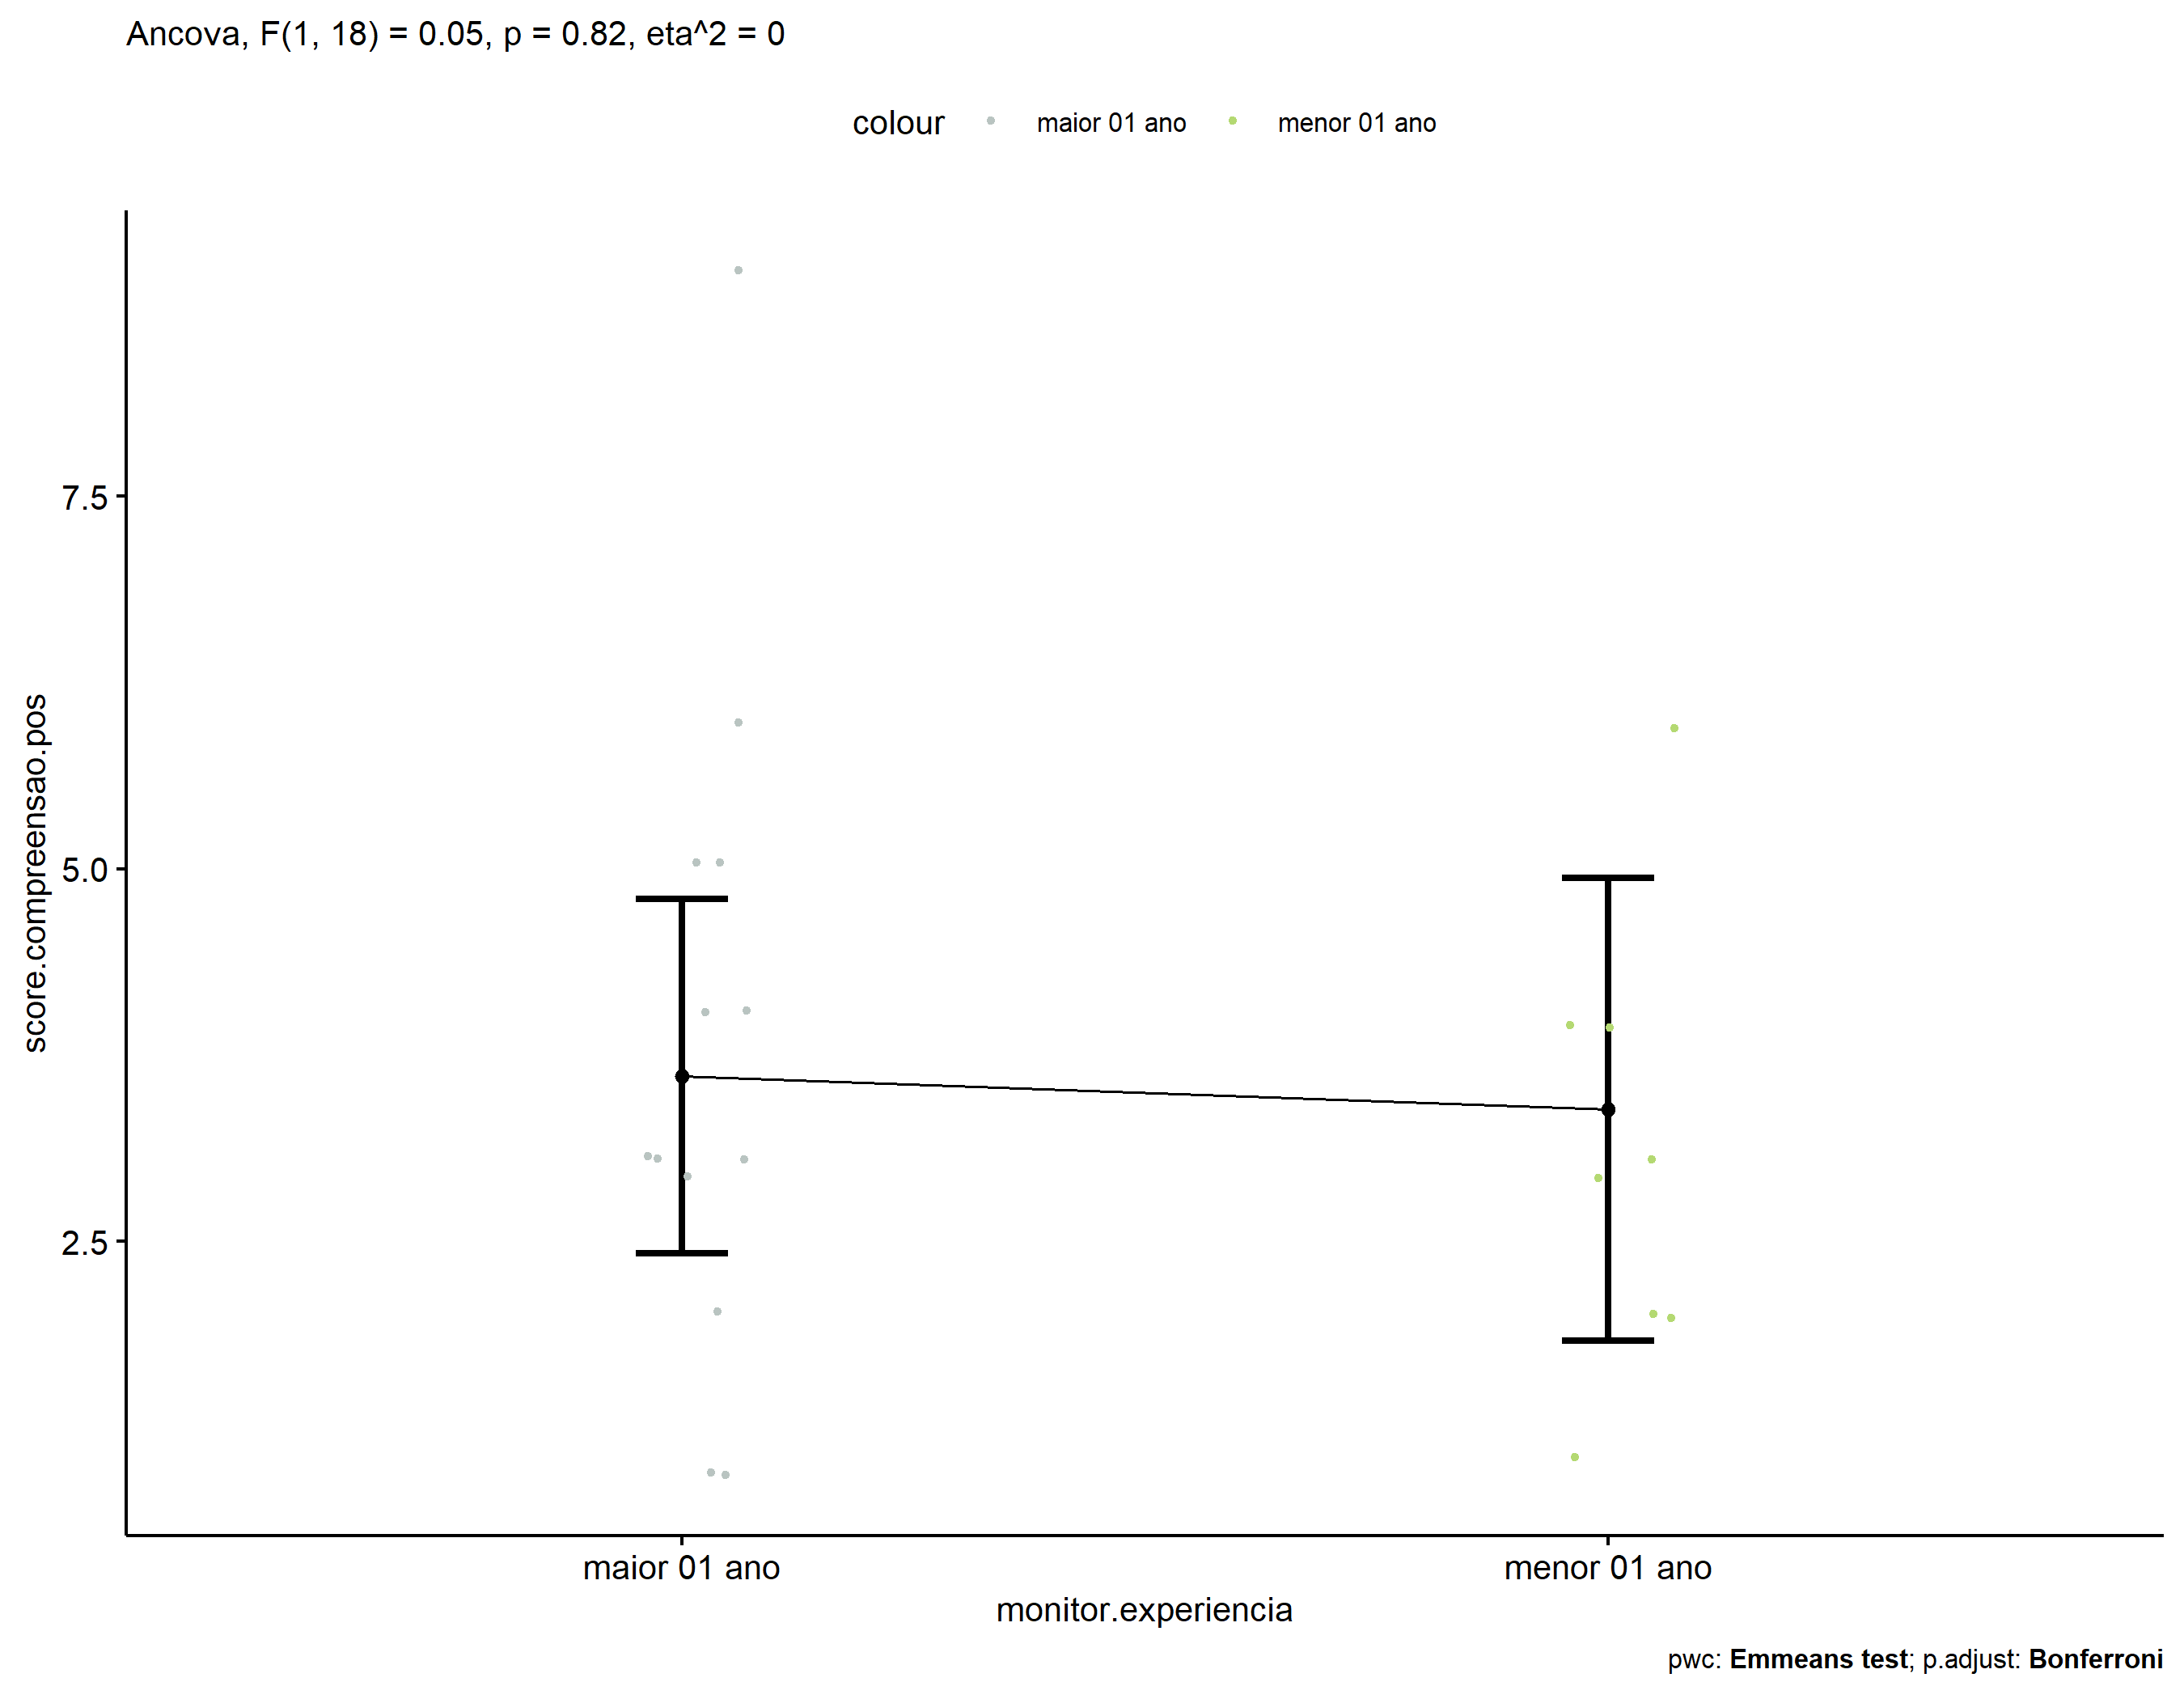 Ancova, F(1, 18) = 0.05, p = 0.82, eta^2 = 0
colour maior 01 ano menor 01 ano
7.5
5.0
2.5
score.compreensao.pos
maior 01 ano menor 01 ano
monitor.experiencia
pwc: Emmeans test; p.adjust: Bonferroni